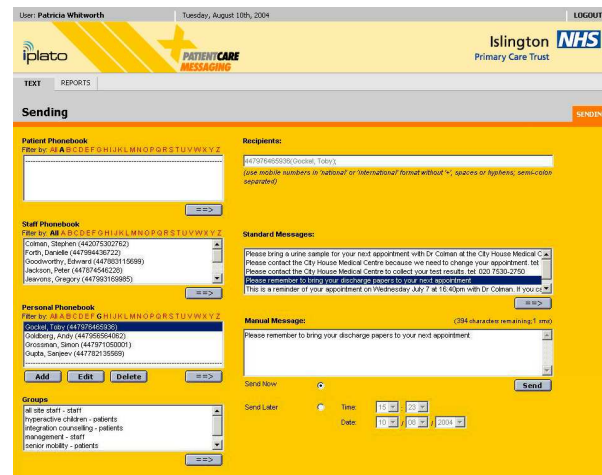 User: Patricia Whitworth
Tuesday, August 10th, 2004
LOGOUT
iplato
PATIENTCARE
MESSAGING
Islington NHS
Primary Care Trust
TEXT REPORTS
Sending
SENDIN
Patient Phonebook
Filter by: All A B C D E F G H I J K L M N O P Q R S T U V W X Y Z
==>
Staff Phonebook
Filter by: All A B C D E F G H I J K L M N O P Q R S T U V W X Y Z
Colman, Stephen (442075302762)
Forth, Danielle (447994436722)
Goodworthy, Edward (447883115699)
Jackson, Peter (447874546228)
Jeavons, Gregory (447993169985)
==>
Personal Phonebook
Filter by: All A B C D E F G H I J K L M N O P Q R S T U V W X Y Z
Gockel, Toby (447976465936)
Goldberg, Andy (447956564062)
Grossman, Simon (447971050001)
Gupta, Sanjeev (447782135569)
Add Edit Delete ==>
Groups
all site staff - staff
hyperactive children - patients
integration counselling - patients
management - staff
senior mobility - patients
==>
Recipients:
447976465936(Gockel, Toby);
(use mobile numbers in 'national' or 'international' format without '+', spaces or hyphens; semi-colon
separated)
Standard Messages:
Please bring a urine sample for your next appointment with Dr Colman at the City House Medical C
Please contact the City House Medical Centre because we need to change your appointment. tel
Please contact the City House Medical Centre to collect your test results. tel: 020 7530-2750
Please remember to bring your discharge papers to your next appointment
This is a reminder of your appointment on Wednesday July 7 at 16:40pm with Dr Colman. If you ca
==>
Manual Message: (394 characters remaining;1 sms)
Please remember to bring your discharge papers to your next appointment
Send Now
Send
Send Later Time: 15 : 23
Date: 10 / 08 / 2004